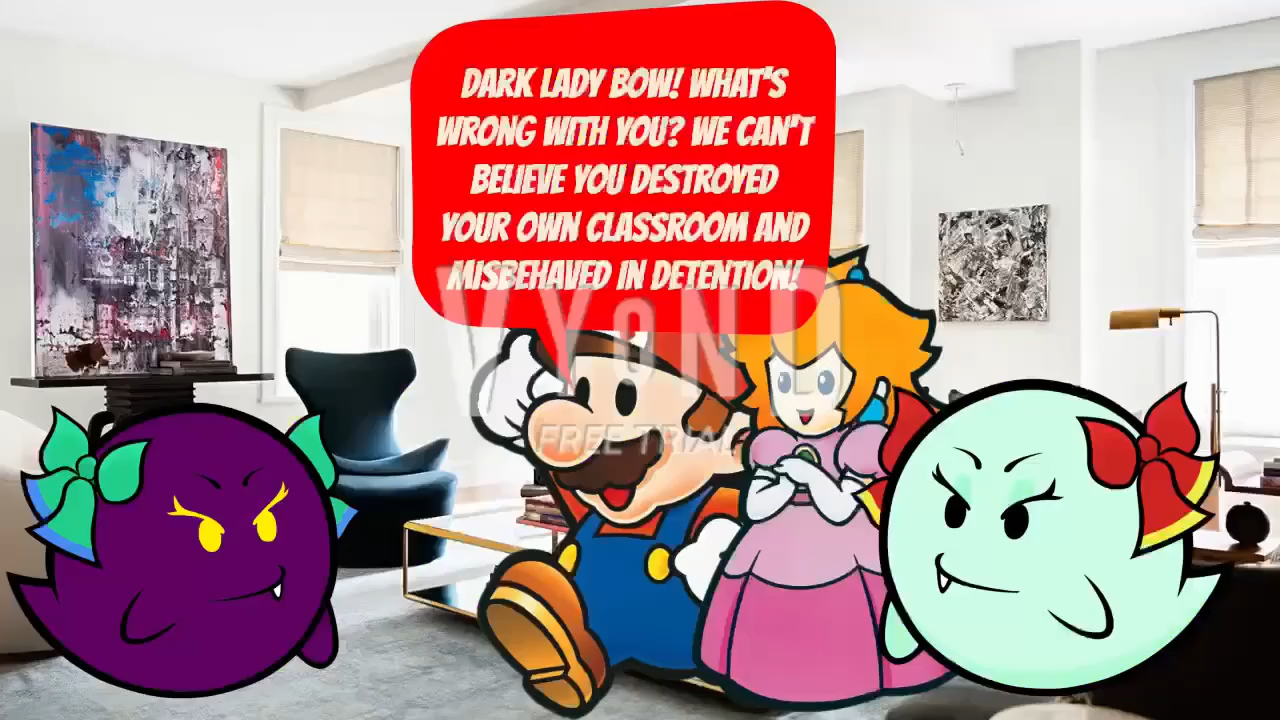 DARK LADY BOW! WHAT'S
WRONG WITH YOU? WE CAN'T
BELIEVE YOU DESTROYED
YOUR OWN CLASSROOM AND
MISBEHAVED IN DETENTION!
VYOND
FREE TRIAL